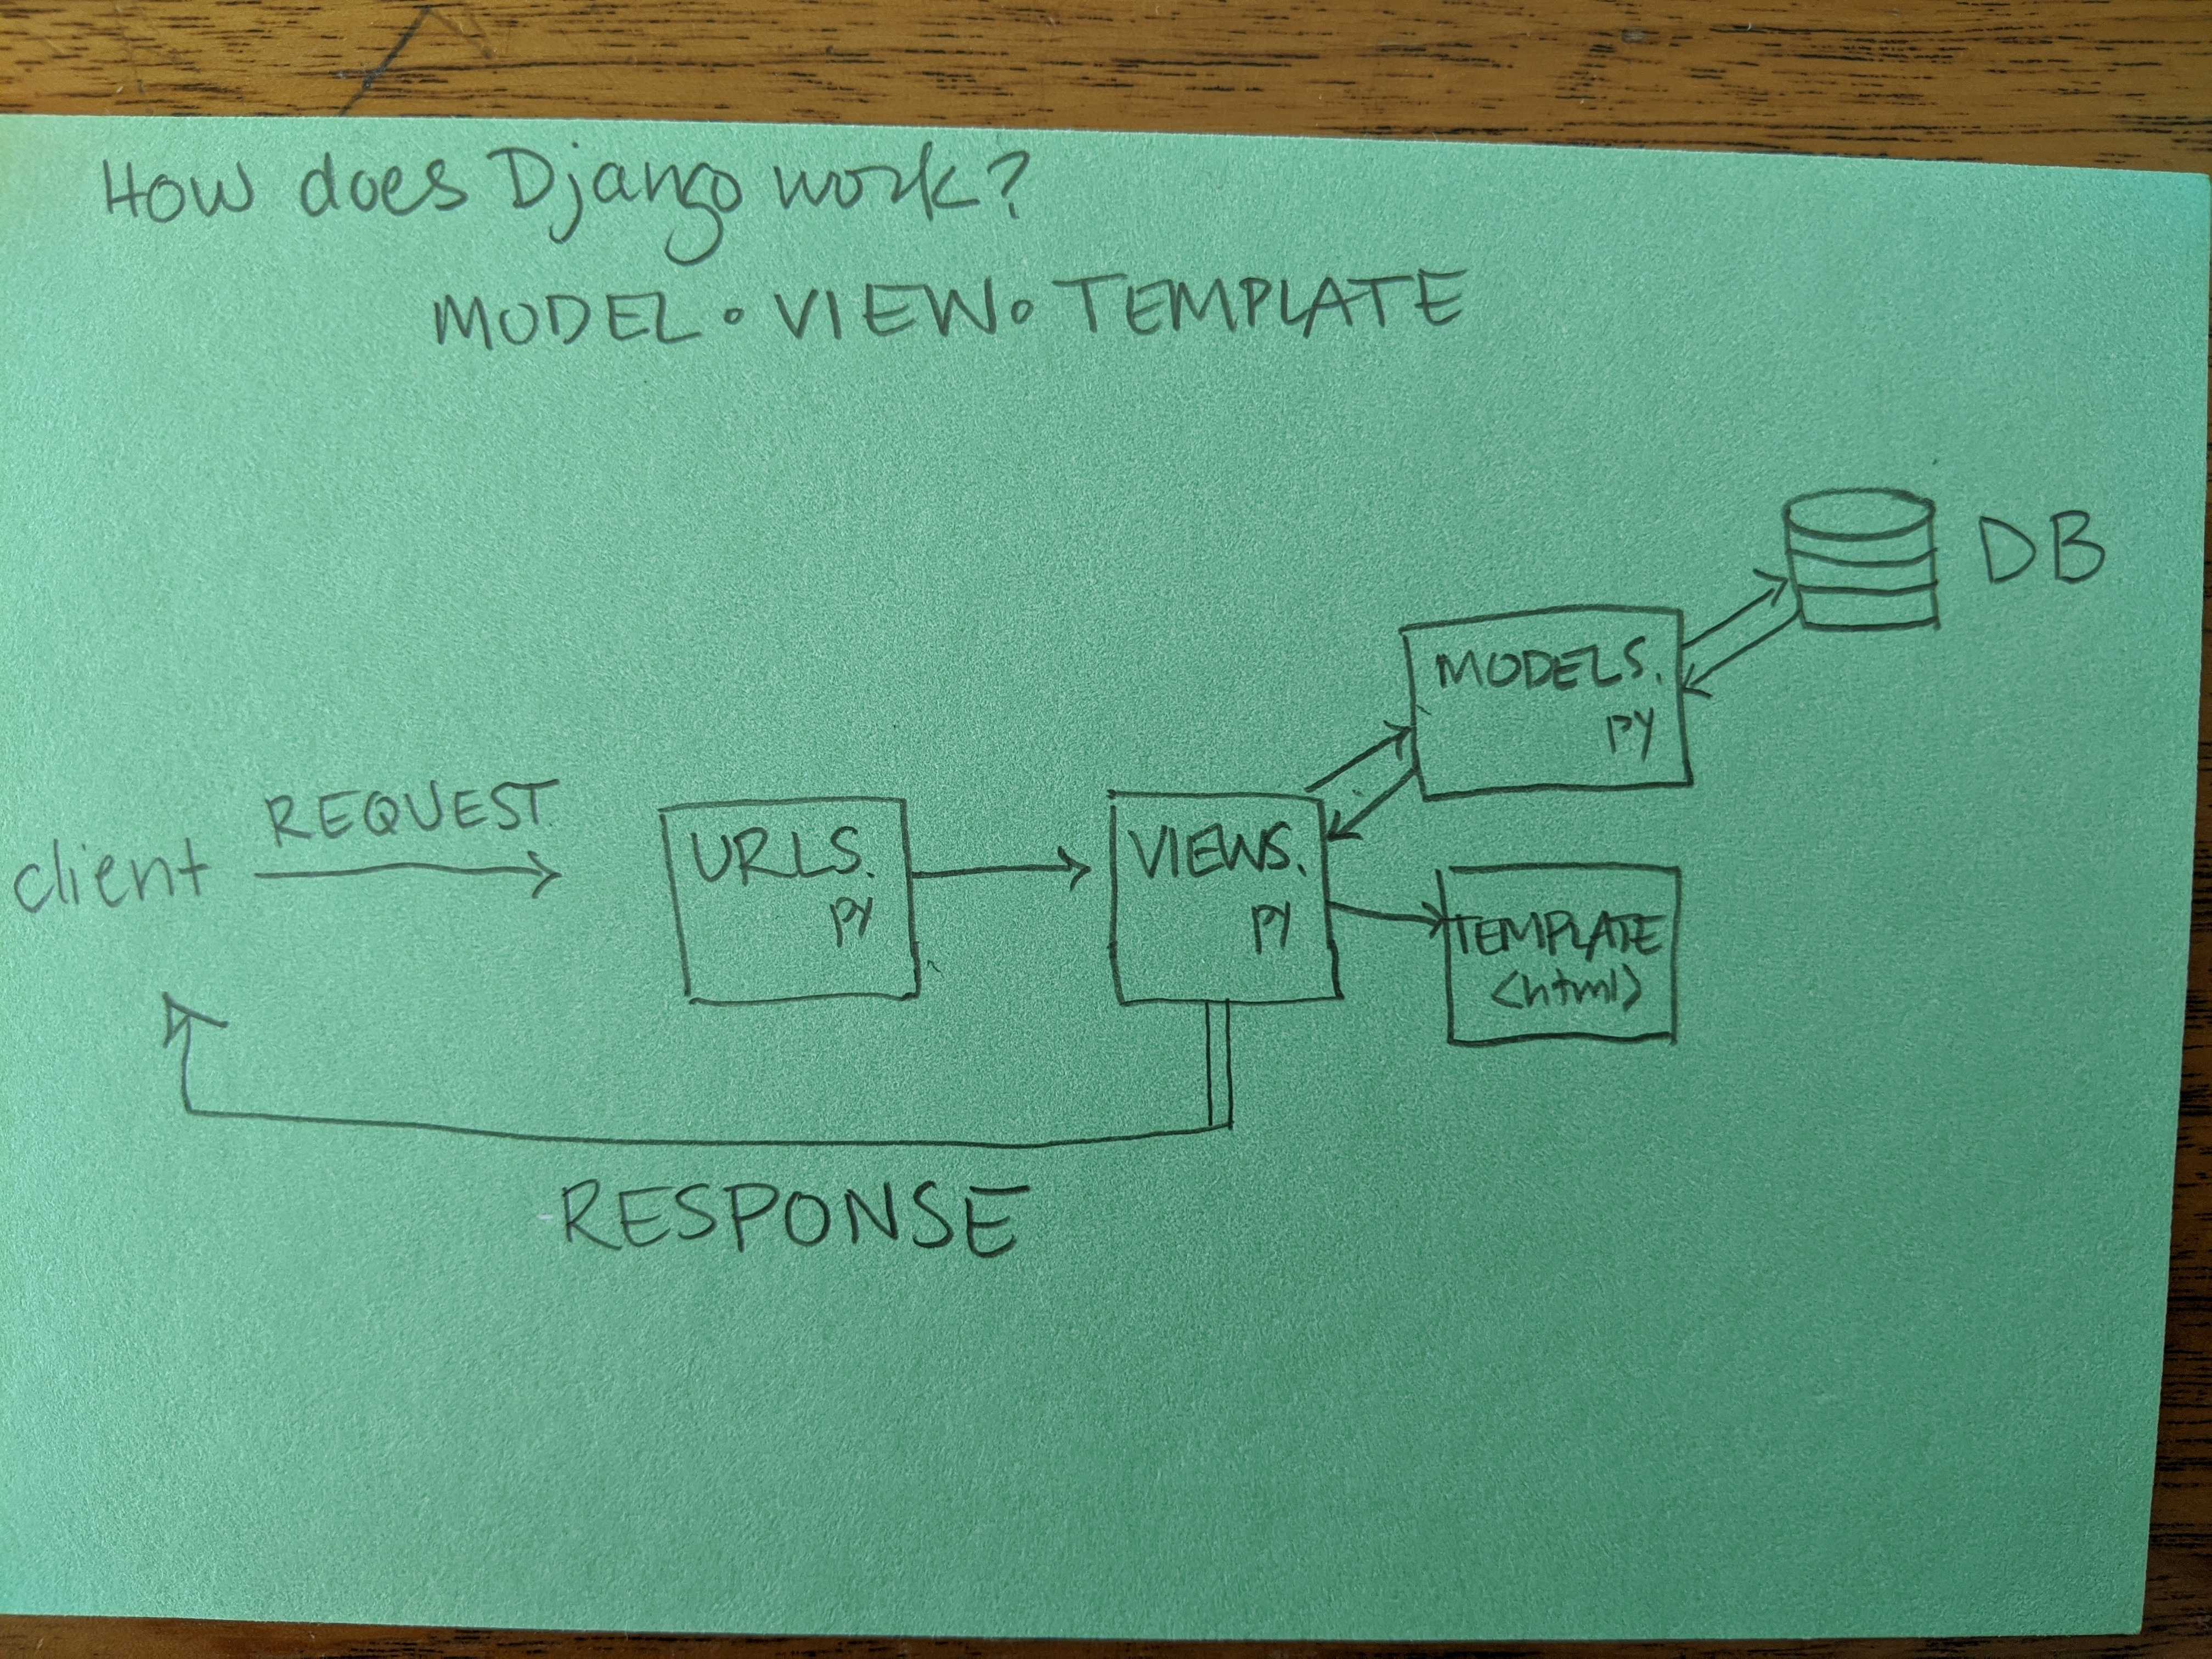 How does Django work?
MODEL • VIEW • TEMPLATE
DB
MODELS.
py
REQUEST
client
URLS.
py
VIEWS.
py
TEMPLATE
<html>
RESPONSE